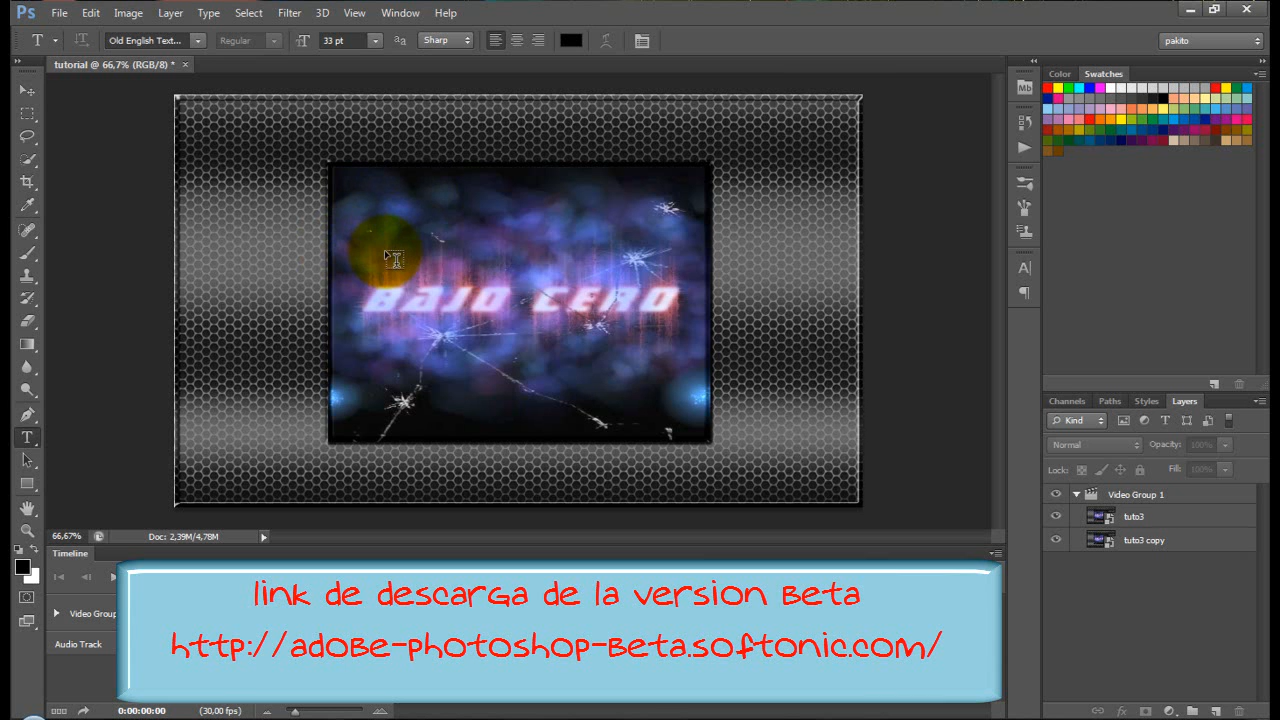 Ps File Edit Image Layer Type Select Filter 3D View Window Help
T Old English Text... Regular 33 pt Sharp pakito
tutorial @ 66,7% (RGB/8) * ×
Color Swatches
Mb
BAJO CERO
Channels Paths Styles Layers
Kind
Normal Opacity: 100%
Lock: Fill: 100%
Video Group 1
tuto3
tuto3 copy
66,67% Doc: 2,39M/4,78M
Timeline
Video Group
Audio Track
link de descarga de la version Beta
http://adobe-photoshop-Beta.softonic.com/
0:00:00:00 (30,00 fps)